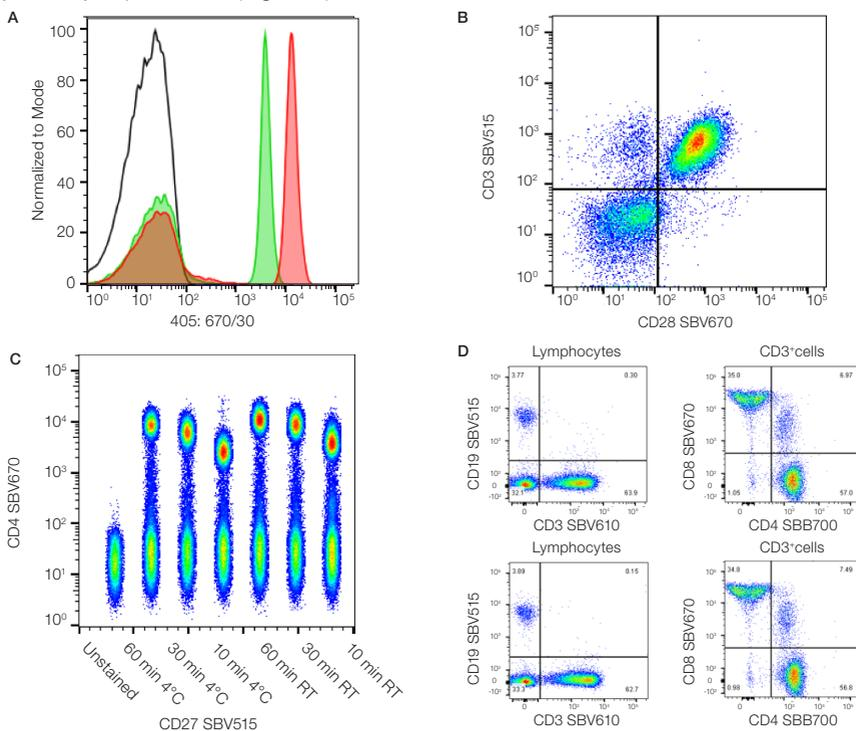 A
100
80
60
40
20
0
Normalized to Mode
10⁰ 10¹ 10² 10³ 10⁴ 10⁵
405: 670/30
B
10⁵
10⁴
10³
10²
10¹
10⁰
CD3 SBV515
10⁰ 10¹ 10² 10³ 10⁴ 10⁵
CD28 SBV670
C
10⁵
10⁴
10³
10²
10¹
10⁰
CD4 SBV670
Unstained
60 min 4°C
30 min 4°C
10 min 4°C
60 min RT
30 min RT
10 min RT
CD27 SBV515
D
Lymphocytes
3.77 0.30
32.1 63.9
CD19 SBV515
CD3 SBV610
CD3⁺cells
35.0 6.97
1.05 57.0
CD8 SBV670
CD4 SBB700
Lymphocytes
3.89 0.15
33.3 62.7
CD19 SBV515
CD3 SBV610
CD3⁺cells
34.8 7.49
0.98 56.8
CD8 SBV670
CD4 SBB700